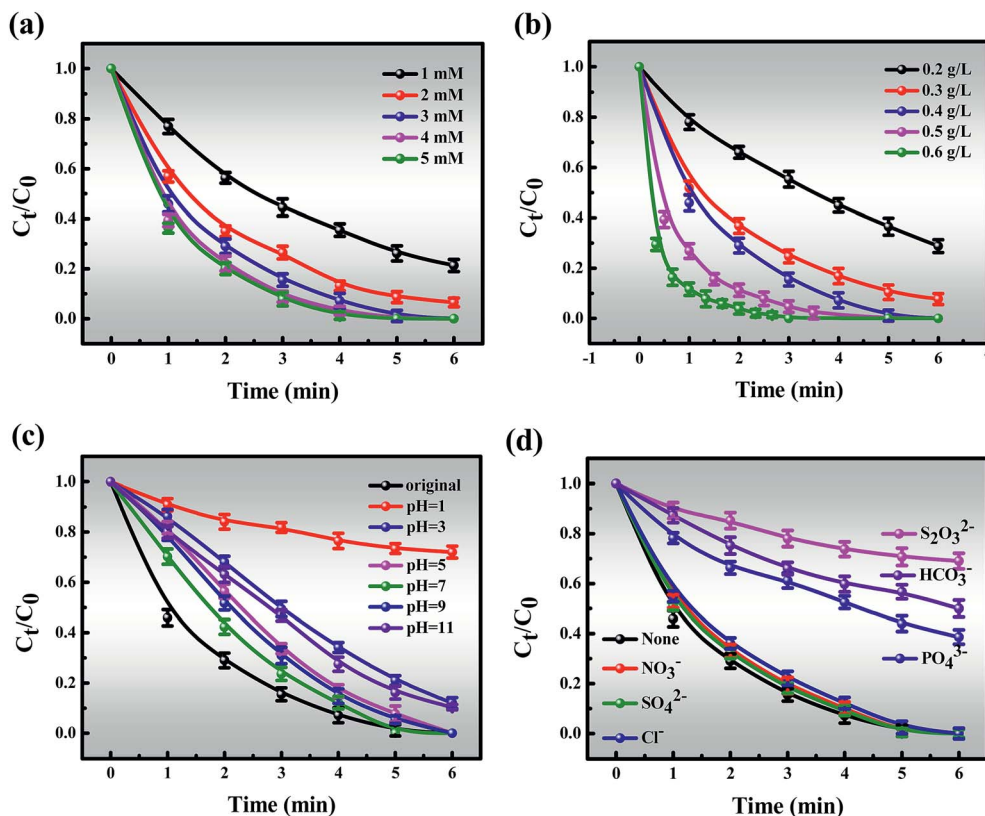 (a)
1.0
0.8
0.6
0.4
0.2
0.0
Ct/C0
1 mM
2 mM
3 mM
4 mM
5 mM
0 1 2 3 4 5 6
Time (min)
(b)
1.0
0.8
0.6
0.4
0.2
0.0
Ct/C0
0.2 g/L
0.3 g/L
0.4 g/L
0.5 g/L
0.6 g/L
-1 0 1 2 3 4 5 6
Time (min)
(c)
1.0
0.8
0.6
0.4
0.2
0.0
Ct/C0
original
pH=1
pH=3
pH=5
pH=7
pH=9
pH=11
0 1 2 3 4 5 6
Time (min)
(d)
1.0
0.8
0.6
0.4
0.2
0.0
Ct/C0
S₂O₃²⁻
HCO₃⁻
PO₄³⁻
None
NO₃⁻
SO₄²⁻
Cl⁻
0 1 2 3 4 5 6
Time (min)